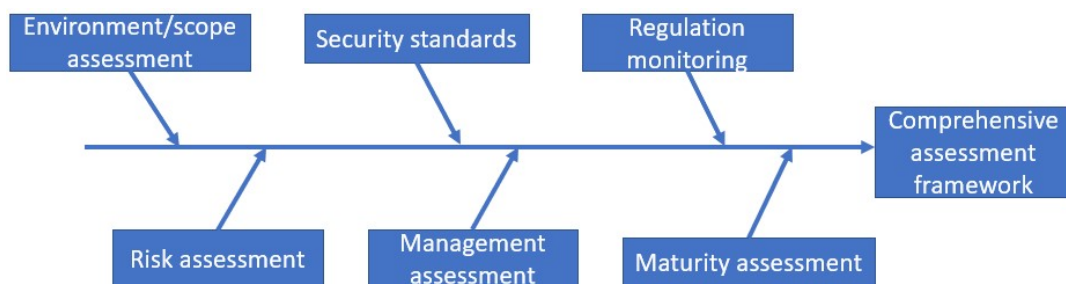 Environment/scope
assessment
Security standards
Regulation
monitoring
Comprehensive
assessment
framework
Risk assessment
Management
assessment
Maturity assessment